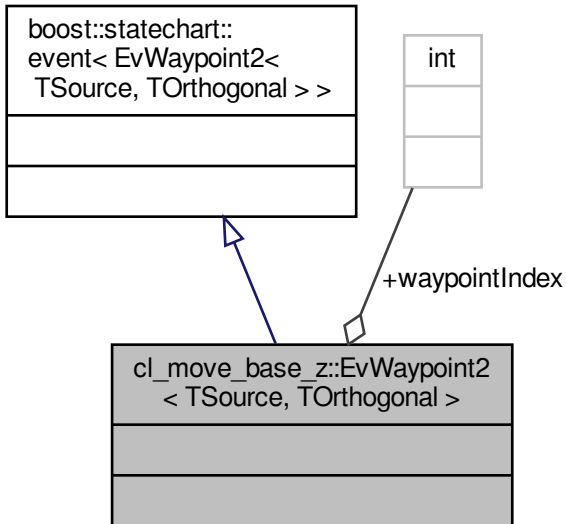 boost::statechart::
event< EvWaypoint2<
TSource, TOrthogonal > >
int
+waypointIndex
cl_move_base_z::EvWaypoint2
< TSource, TOrthogonal >